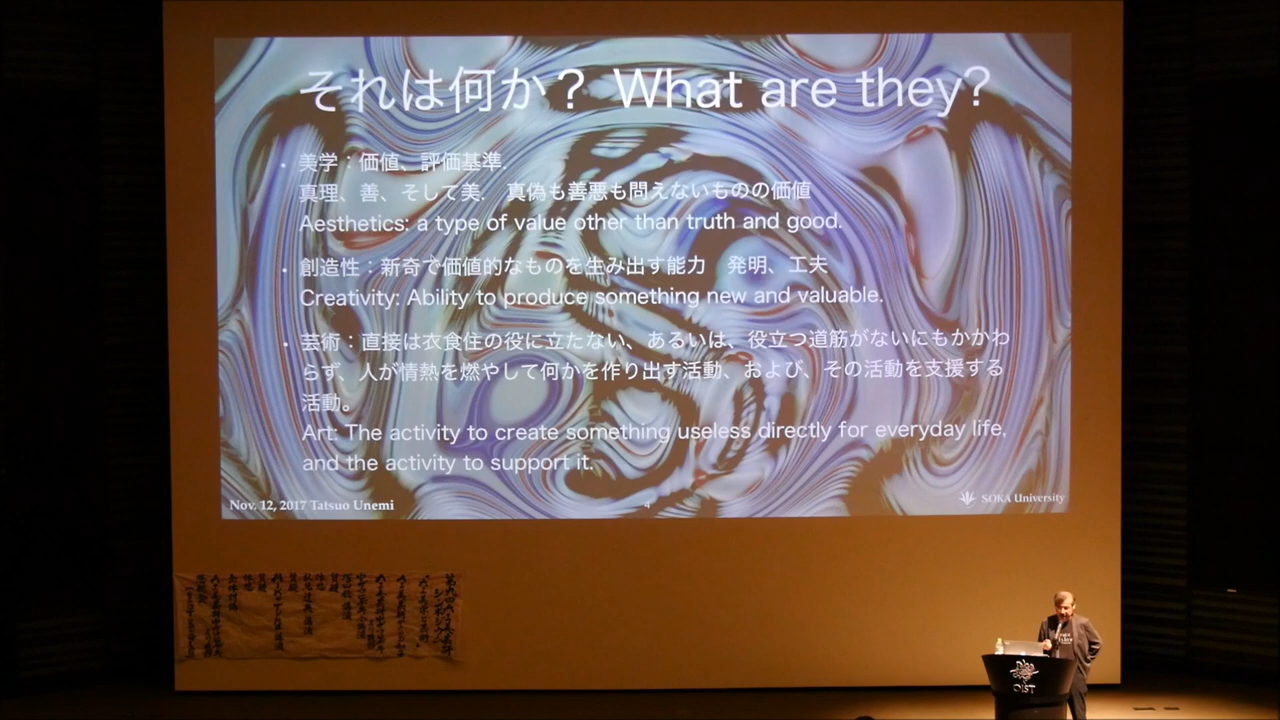 それは何か？ What are they?
• 美学：価値、評価基準.
真理、善、そして美.　真偽も善悪も問えないものの価値
Aesthetics: a type of value other than truth and good.
• 創造性：新奇で価値的なものを生み出す能力　発明、工夫
Creativity: Ability to produce something new and valuable.
• 芸術：直接は衣食住の役に立たない、あるいは、役立つ道筋がないにもかかわ
らず、人が情熱を燃やして何かを作り出す活動、および、その活動を支援する
活動。
Art: The activity to create something useless directly for everyday life,
and the activity to support it.
Nov. 12, 2017 Tatsuo Unemi
4
SOKA University
OIST